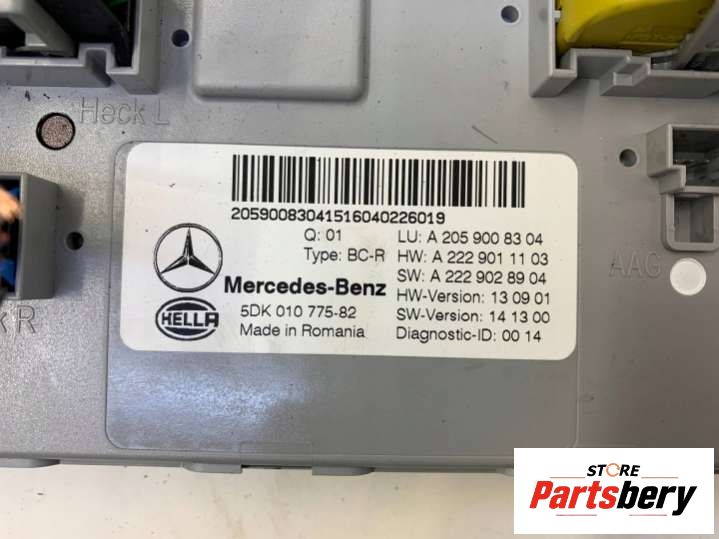 Heck L
20590083041516040226019
Q: 01
Type: BC-R
LU: A 205 900 83 04
HW: A 222 901 11 03
SW: A 222 902 89 04
HW-Version: 13 09 01
SW-Version: 14 13 00
Diagnostic-ID: 00 14
Mercedes-Benz
HELLA
5DK 010 775-82
Made in Romania
AAG
k R
STORE
Partsbery